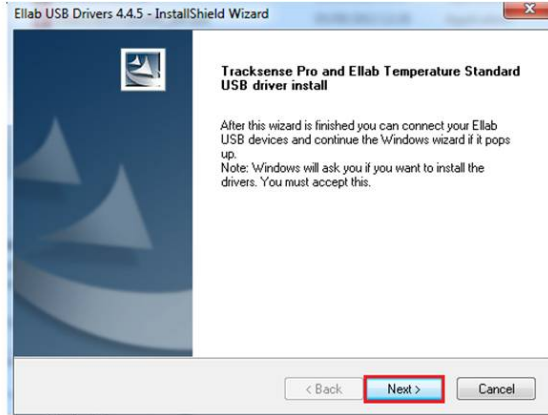 Ellab USB Drivers 4.4.5 - InstallShield Wizard
Tracksense Pro and Ellab Temperature Standard
USB driver install
After this wizard is finished you can connect your Ellab
USB devices and continue the Windows wizard if it pops
up.
Note: Windows will ask you if you want to install the
drivers. You must accept this.
< Back
Next >
Cancel